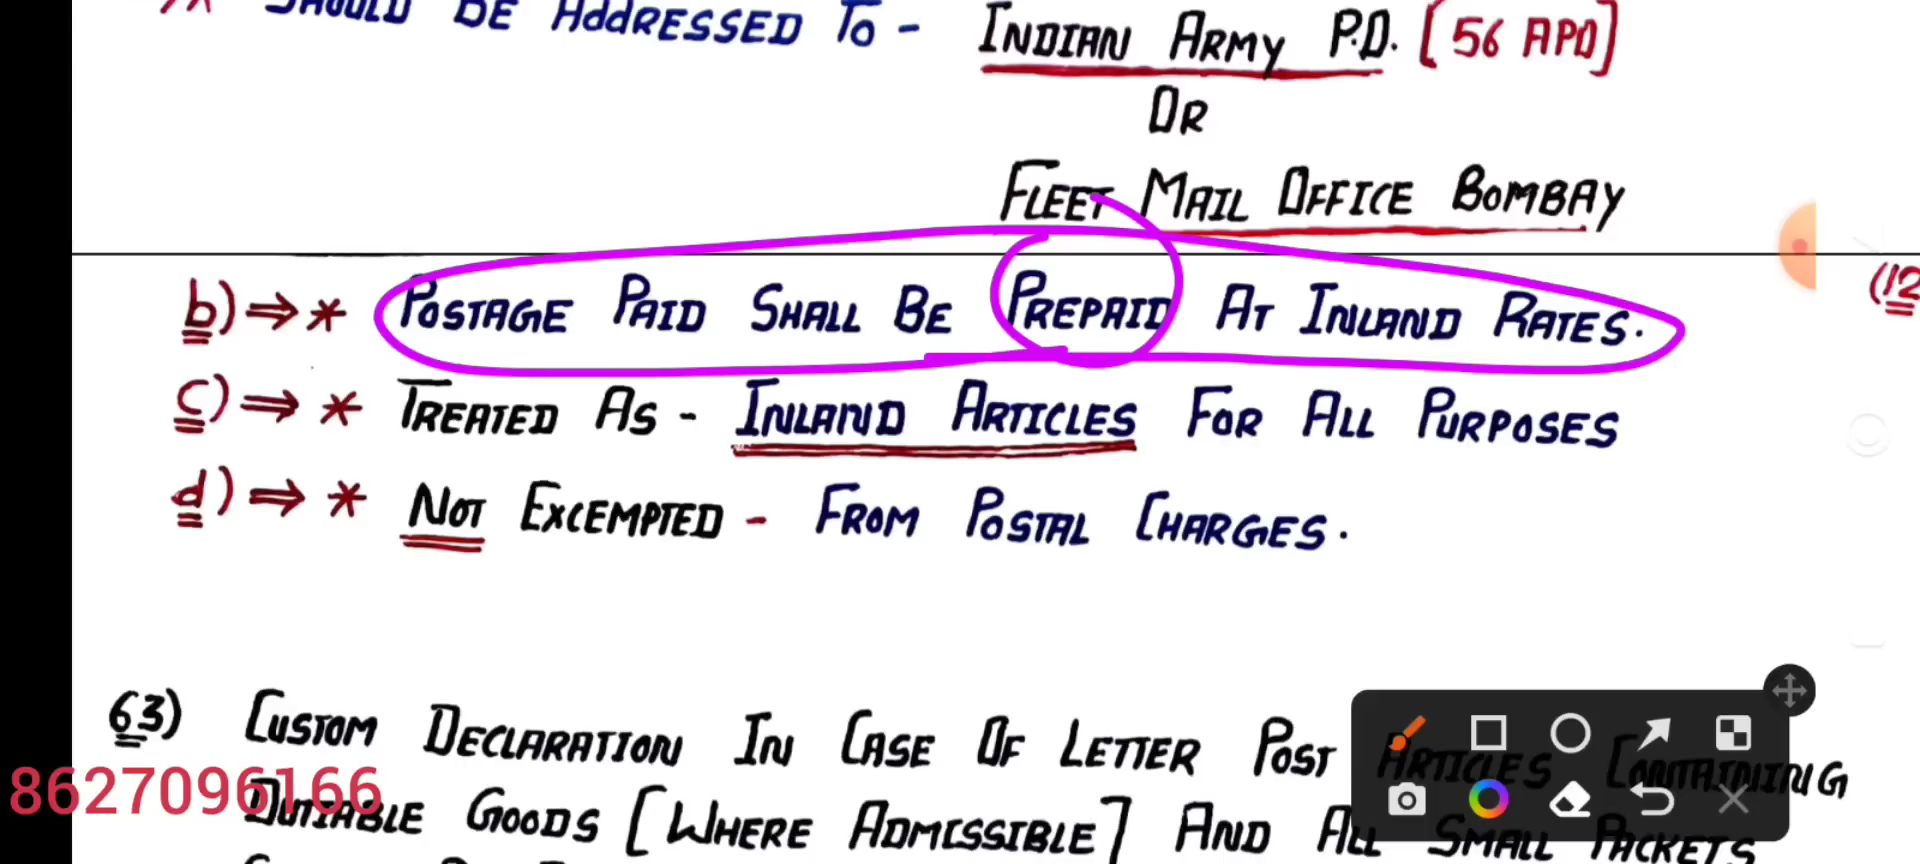 SHOULD BE ADDRESSED TO - INDIAN ARMY P.O. [56 APO]
OR
FLEET MAIL OFFICE BOMBAY
b) ⇒ * POSTAGE PAID SHALL BE PREPAID AT INLAND RATES.
(12
c) ⇒ * TREATED AS - INLAND ARTICLES FOR ALL PURPOSES
d) ⇒ * NOT EXCEMPTED - FROM POSTAL CHARGES.
63) CUSTOM DECLARATION IN CASE OF LETTER POST ARTICLES CONTAINING
8627096166
DUTIABLE GOODS [WHERE ADMISSIBLE] AND ALL SMALL PACKETS